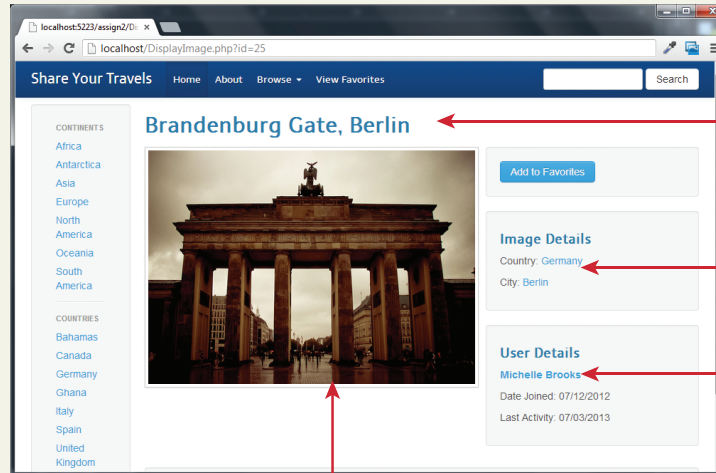 localhost:5223/assign2/Di
localhost/DisplayImage.php?id=25
Share Your Travels Home About Browse View Favorites Search
CONTINENTS
Africa
Antarctica
Asia
Europe
North
America
Oceania
South
America
COUNTRIES
Bahamas
Canada
Germany
Ghana
Italy
Spain
United
Kingdom
Brandenburg Gate, Berlin
Add to Favorites
Image Details
Country: Germany
City: Berlin
User Details
Michelle Brooks
Date Joined: 07/12/2012
Last Activity: 07/03/2013